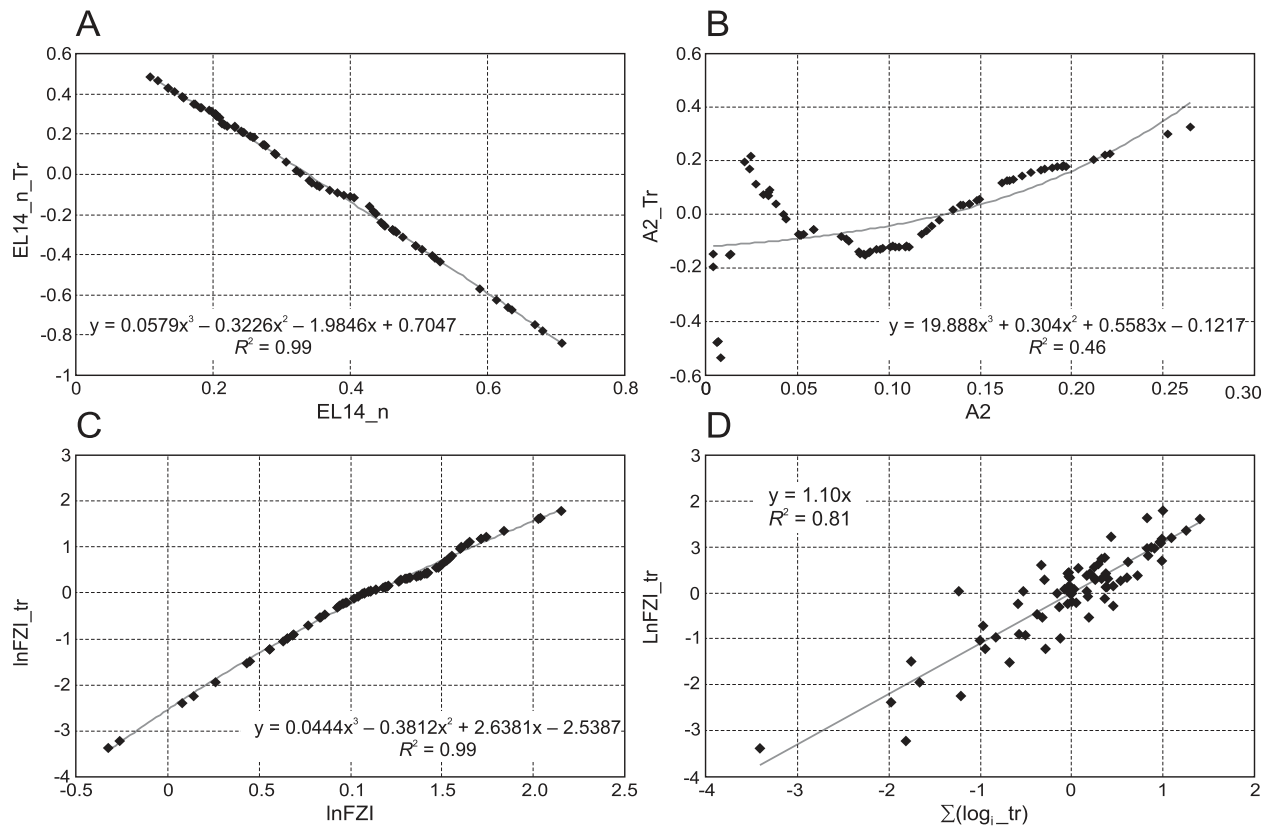 A
0.6
0.4
0.2
0.0
-0.2
-0.4
-0.6
-0.8
-1
EL14_n_Tr
y = 0.0579x³ – 0.3226x² – 1.9846x + 0.7047
R² = 0.99
0
0.2
0.4
0.6
0.8
EL14_n
B
0.6
0.4
0.2
0.0
-0.2
-0.4
-0.6
A2_Tr
y = 19.888x³ + 0.304x² + 0.5583x – 0.1217
R² = 0.46
0
0.05
0.10
0.15
0.20
0.25
0.30
A2
C
3
2
1
0
-1
-2
-3
-4
lnFZI_tr
y = 0.0444x³ – 0.3812x² + 2.6381x – 2.5387
R² = 0.99
-0.5
0
0.5
1.0
1.5
2.0
2.5
lnFZI
D
3
2
1
0
-1
-2
-3
-4
LnFZI_tr
y = 1.10x
R² = 0.81
-4
-3
-2
-1
0
1
2
∑(logᵢ_tr)